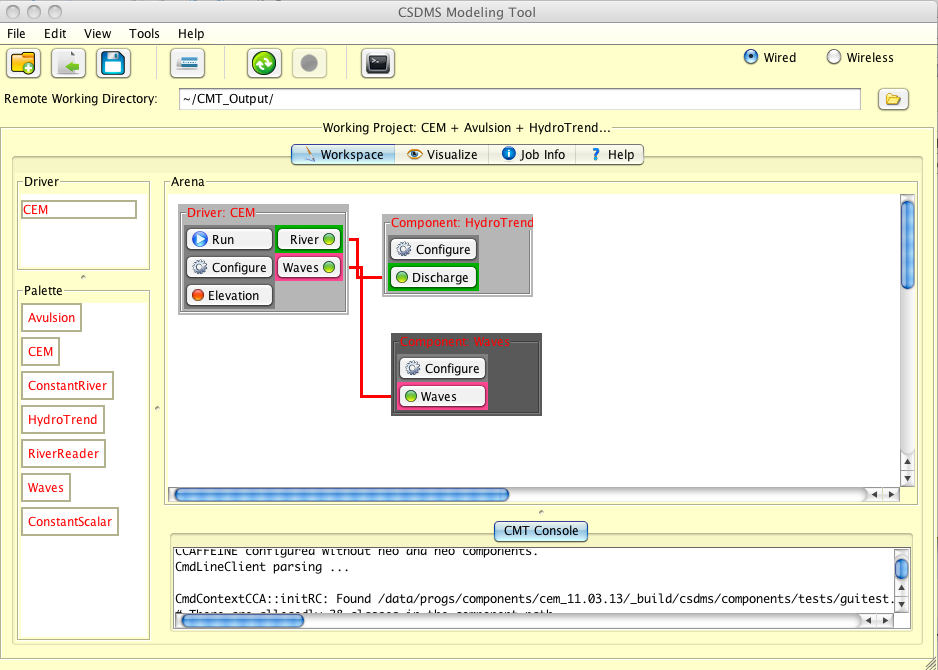 CSDMS Modeling Tool
File Edit View Tools Help
Wired Wireless
Remote Working Directory: ~/CMT_Output/
Working Project: CEM + Avulsion + HydroTrend...
Workspace Visualize Job Info Help
Driver
CEM
Palette
Avulsion
CEM
ConstantRiver
HydroTrend
RiverReader
Waves
ConstantScalar
Arena
Driver: CEM
Run River
Configure Waves
Elevation
Component: HydroTrend
Configure
Discharge
Component: Waves
Configure
Waves
CMT Console
CCAFFEINE configured without neo and neo components.
CmdLineClient parsing ...
CmdContextCCA::initRC: Found /data/progs/components/cem_11.03.13/_build/csdms/components/tests/guitest.
# There are allegedly 28 classes in the component path